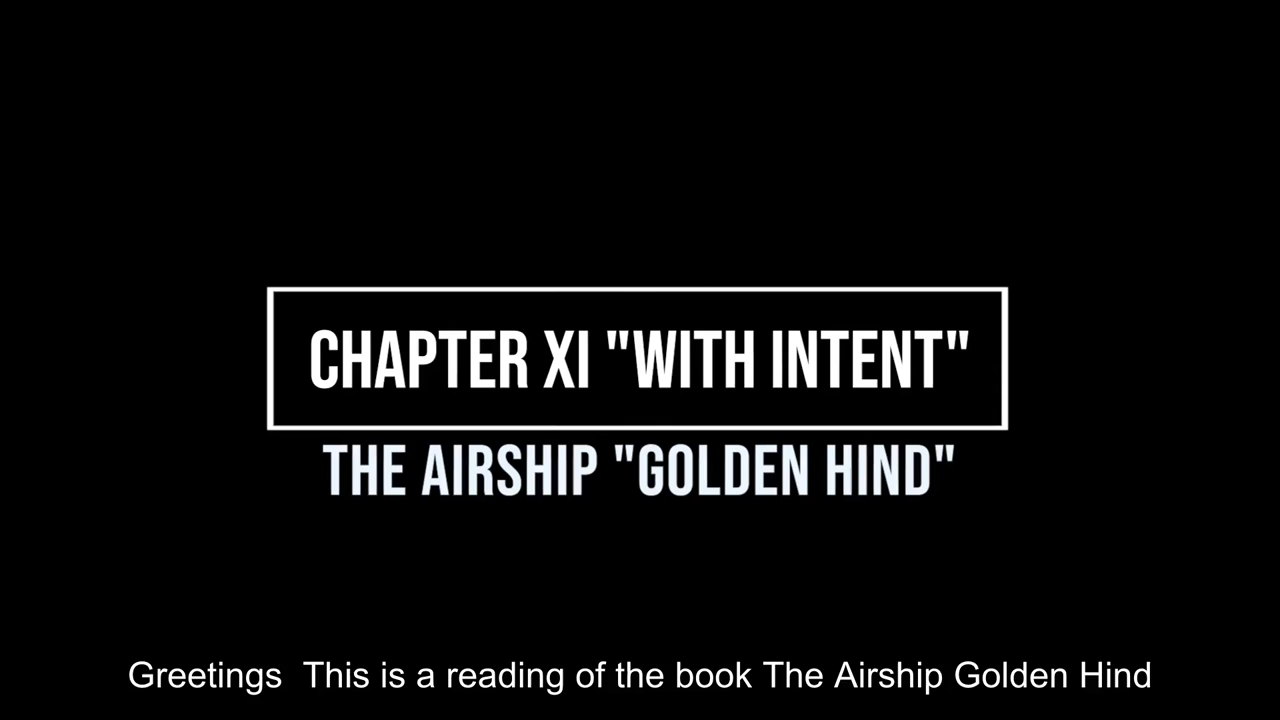 CHAPTER XI "WITH INTENT"
THE AIRSHIP "GOLDEN HIND"
Greetings  This is a reading of the book The Airship Golden Hind